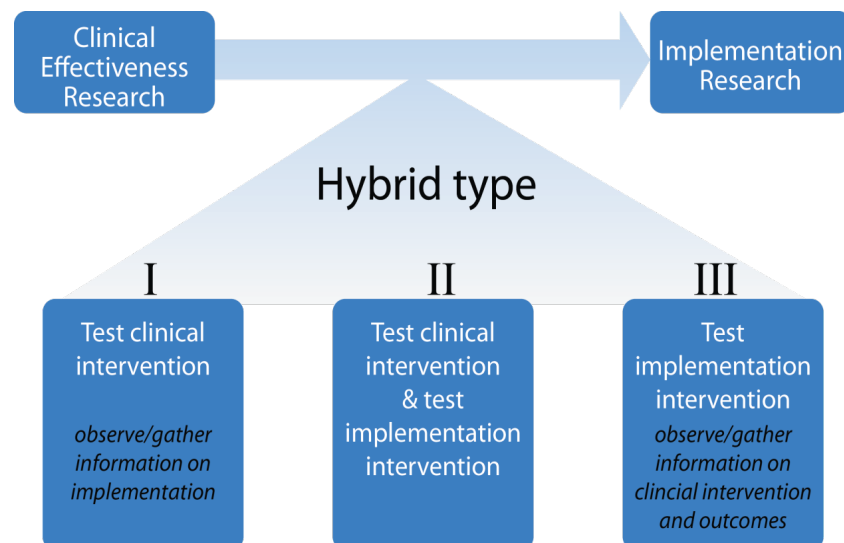 Clinical
Effectiveness
Research
Implementation
Research
Hybrid type
I
II
III
Test clinical
intervention
observe/gather
information on
implementation
Test clinical
intervention
& test
implementation
intervention
Test
implementation
intervention
observe/gather
information on
clincial intervention
and outcomes